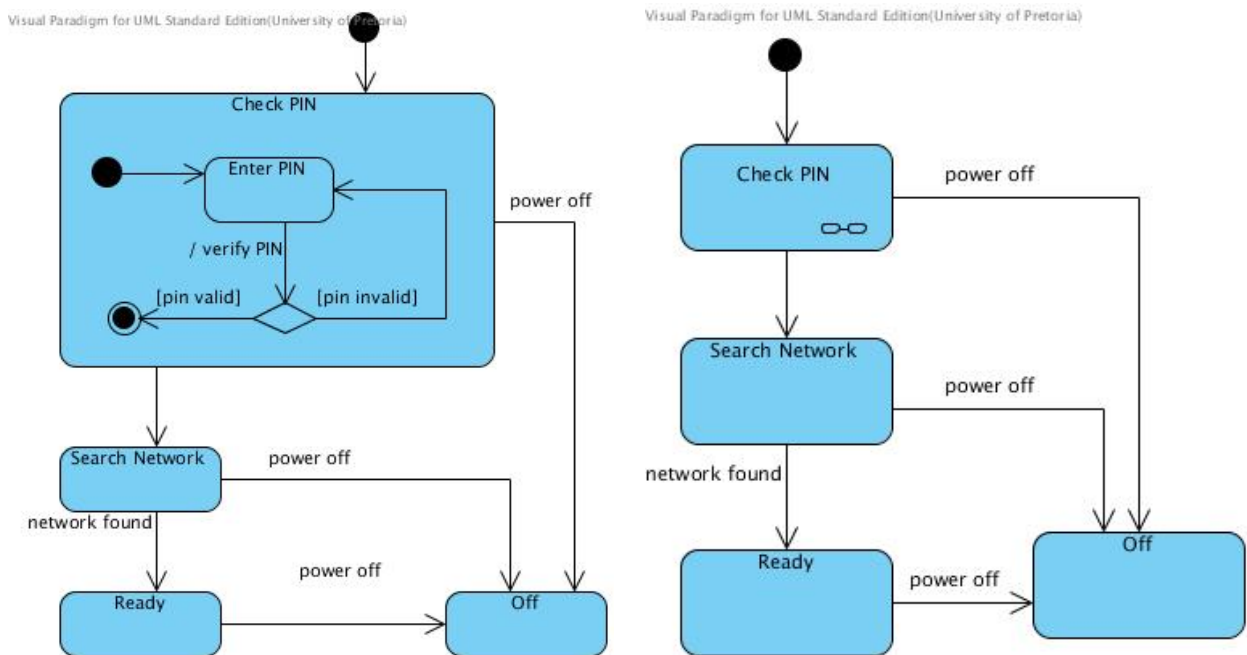 Visual Paradigm for UML Standard Edition(University of Pretoria)
Check PIN
Enter PIN
power off
/ verify PIN
[pin valid]
[pin invalid]
Search Network
power off
network found
power off
Ready
Off
Visual Paradigm for UML Standard Edition(University of Pretoria)
Check PIN
power off
Search Network
power off
network found
Ready
power off
Off